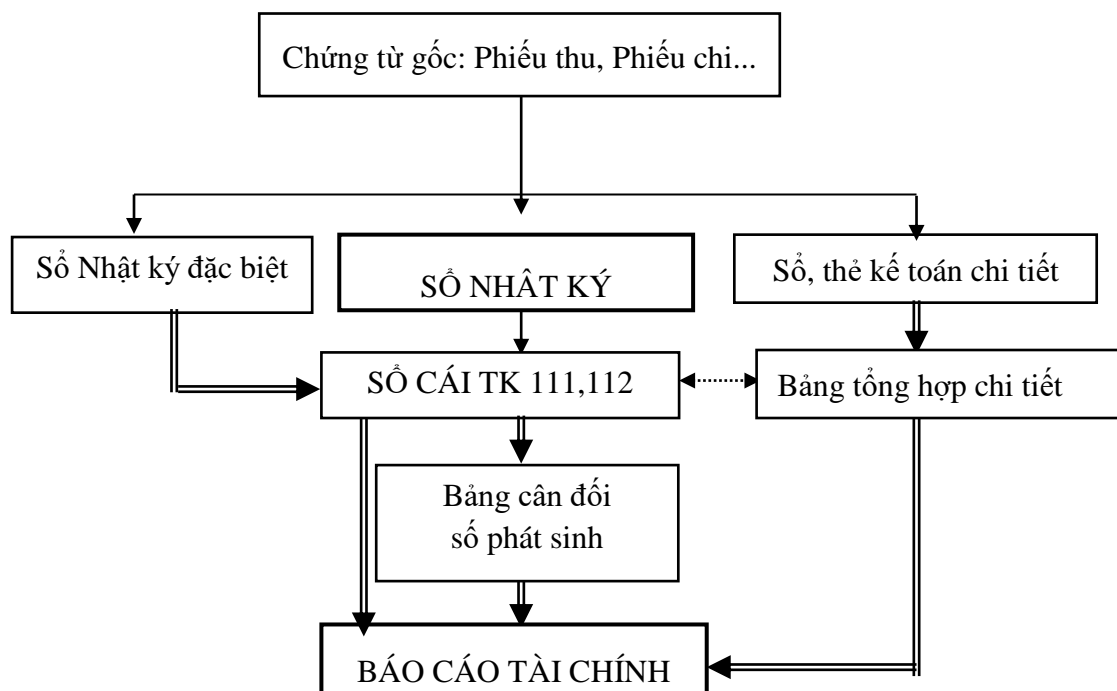 Chứng từ gốc: Phiếu thu, Phiếu chi...
Sổ Nhật ký đặc biệt
SỔ NHÂT KÝ
Sổ, thẻ kế toán chi tiết
SỔ CÁI TK 111,112
Bảng tổng hợp chi tiết
Bảng cân đối
số phát sinh
BÁO CÁO TÀI CHÍNH